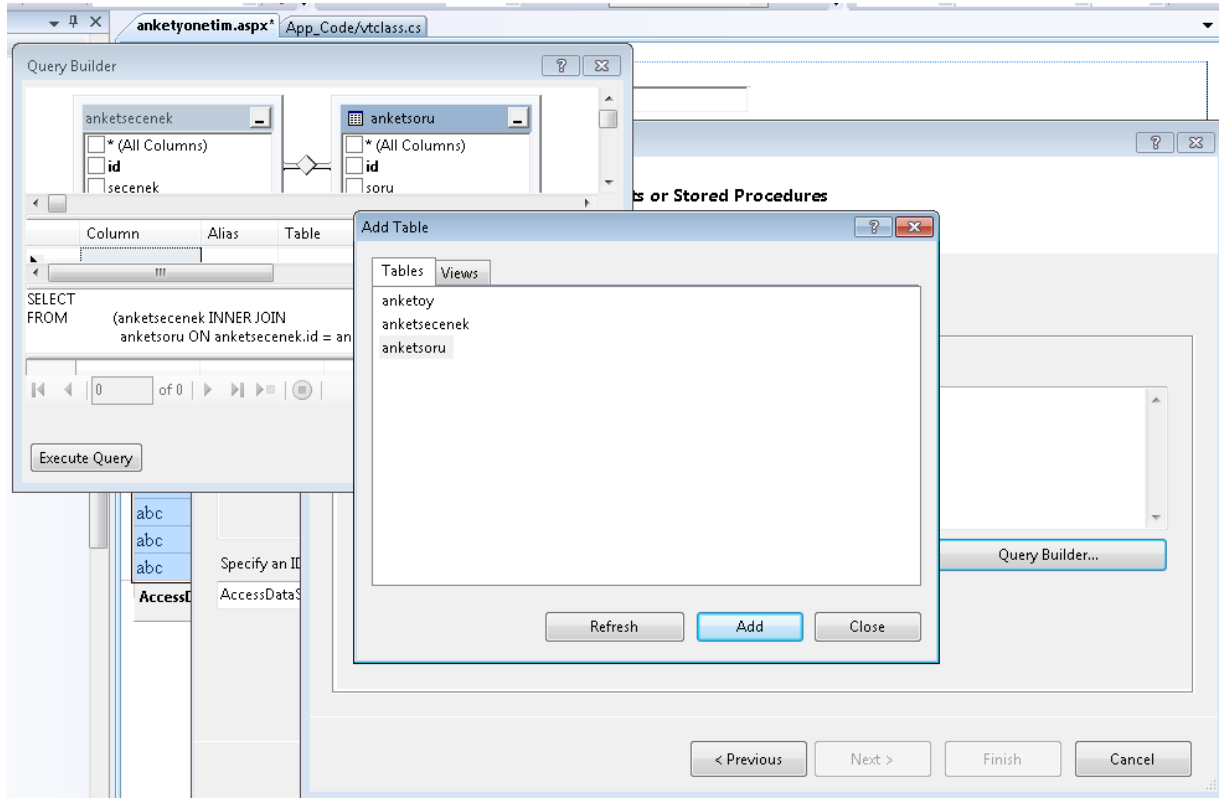 anketyonetim.aspx* App_Code/vtclass.cs
Query Builder
anketsecenek
* (All Columns)
id
secenek
anketsoru
* (All Columns)
id
soru
ts or Stored Procedures
Column Alias Table
SELECT
FROM (anketsecenek INNER JOIN
anketsoru ON anketsecenek.id = an
0 of 0
Execute Query
Add Table
Tables Views
anketoy
anketsecenek
anketsoru
Refresh Add Close
Query Builder...
abc
abc
abc
Specify an ID
AccessD
AccessDataS
< Previous Next > Finish Cancel